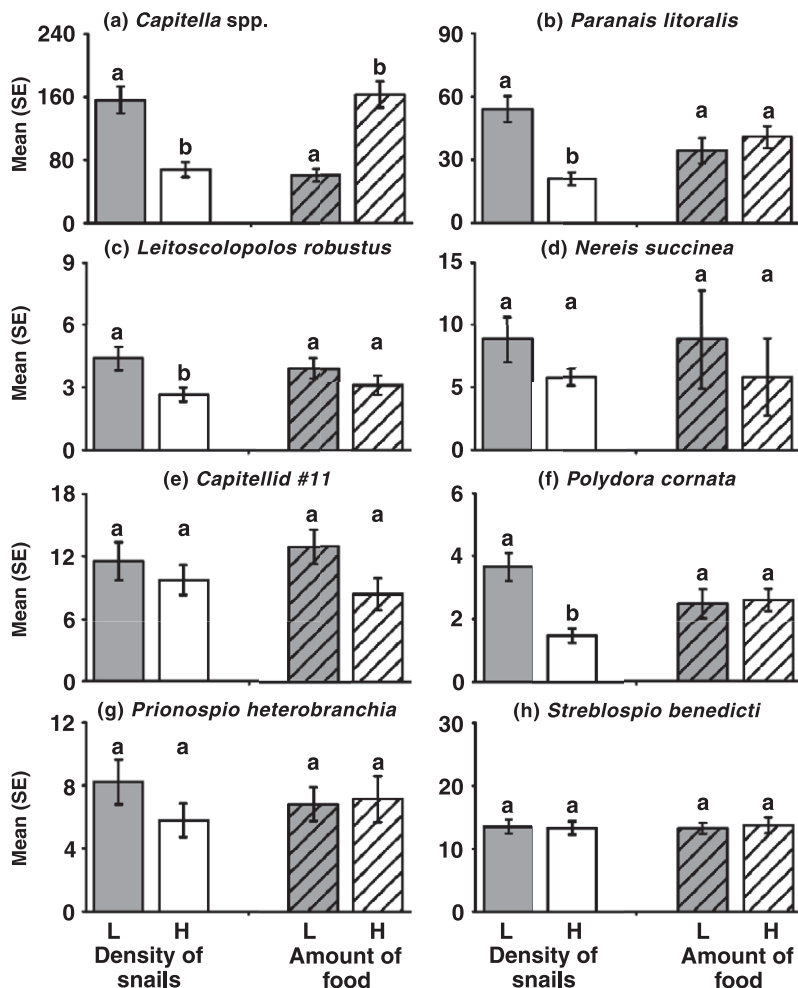 (a) Capitella spp.
(b) Paranais litoralis
Mean (SE)
240
160
80
0
a
b
a
b
90
60
30
0
a
b
a
a
(c) Leitoscolopolos robustus
(d) Nereis succinea
Mean (SE)
9
6
3
0
a
b
a
a
15
10
5
0
a
a
a
a
(e) Capitellid #11
(f) Polydora cornata
Mean (SE)
18
12
6
0
a
a
a
a
6
4
2
0
a
b
a
a
(g) Prionospio heterobranchia
(h) Streblospio benedicti
Mean (SE)
12
8
4
0
a
a
a
a
30
20
10
0
a
a
a
a
L H L H
L H L H
Density of
snails
Amount of
food
Density of
snails
Amount of
food